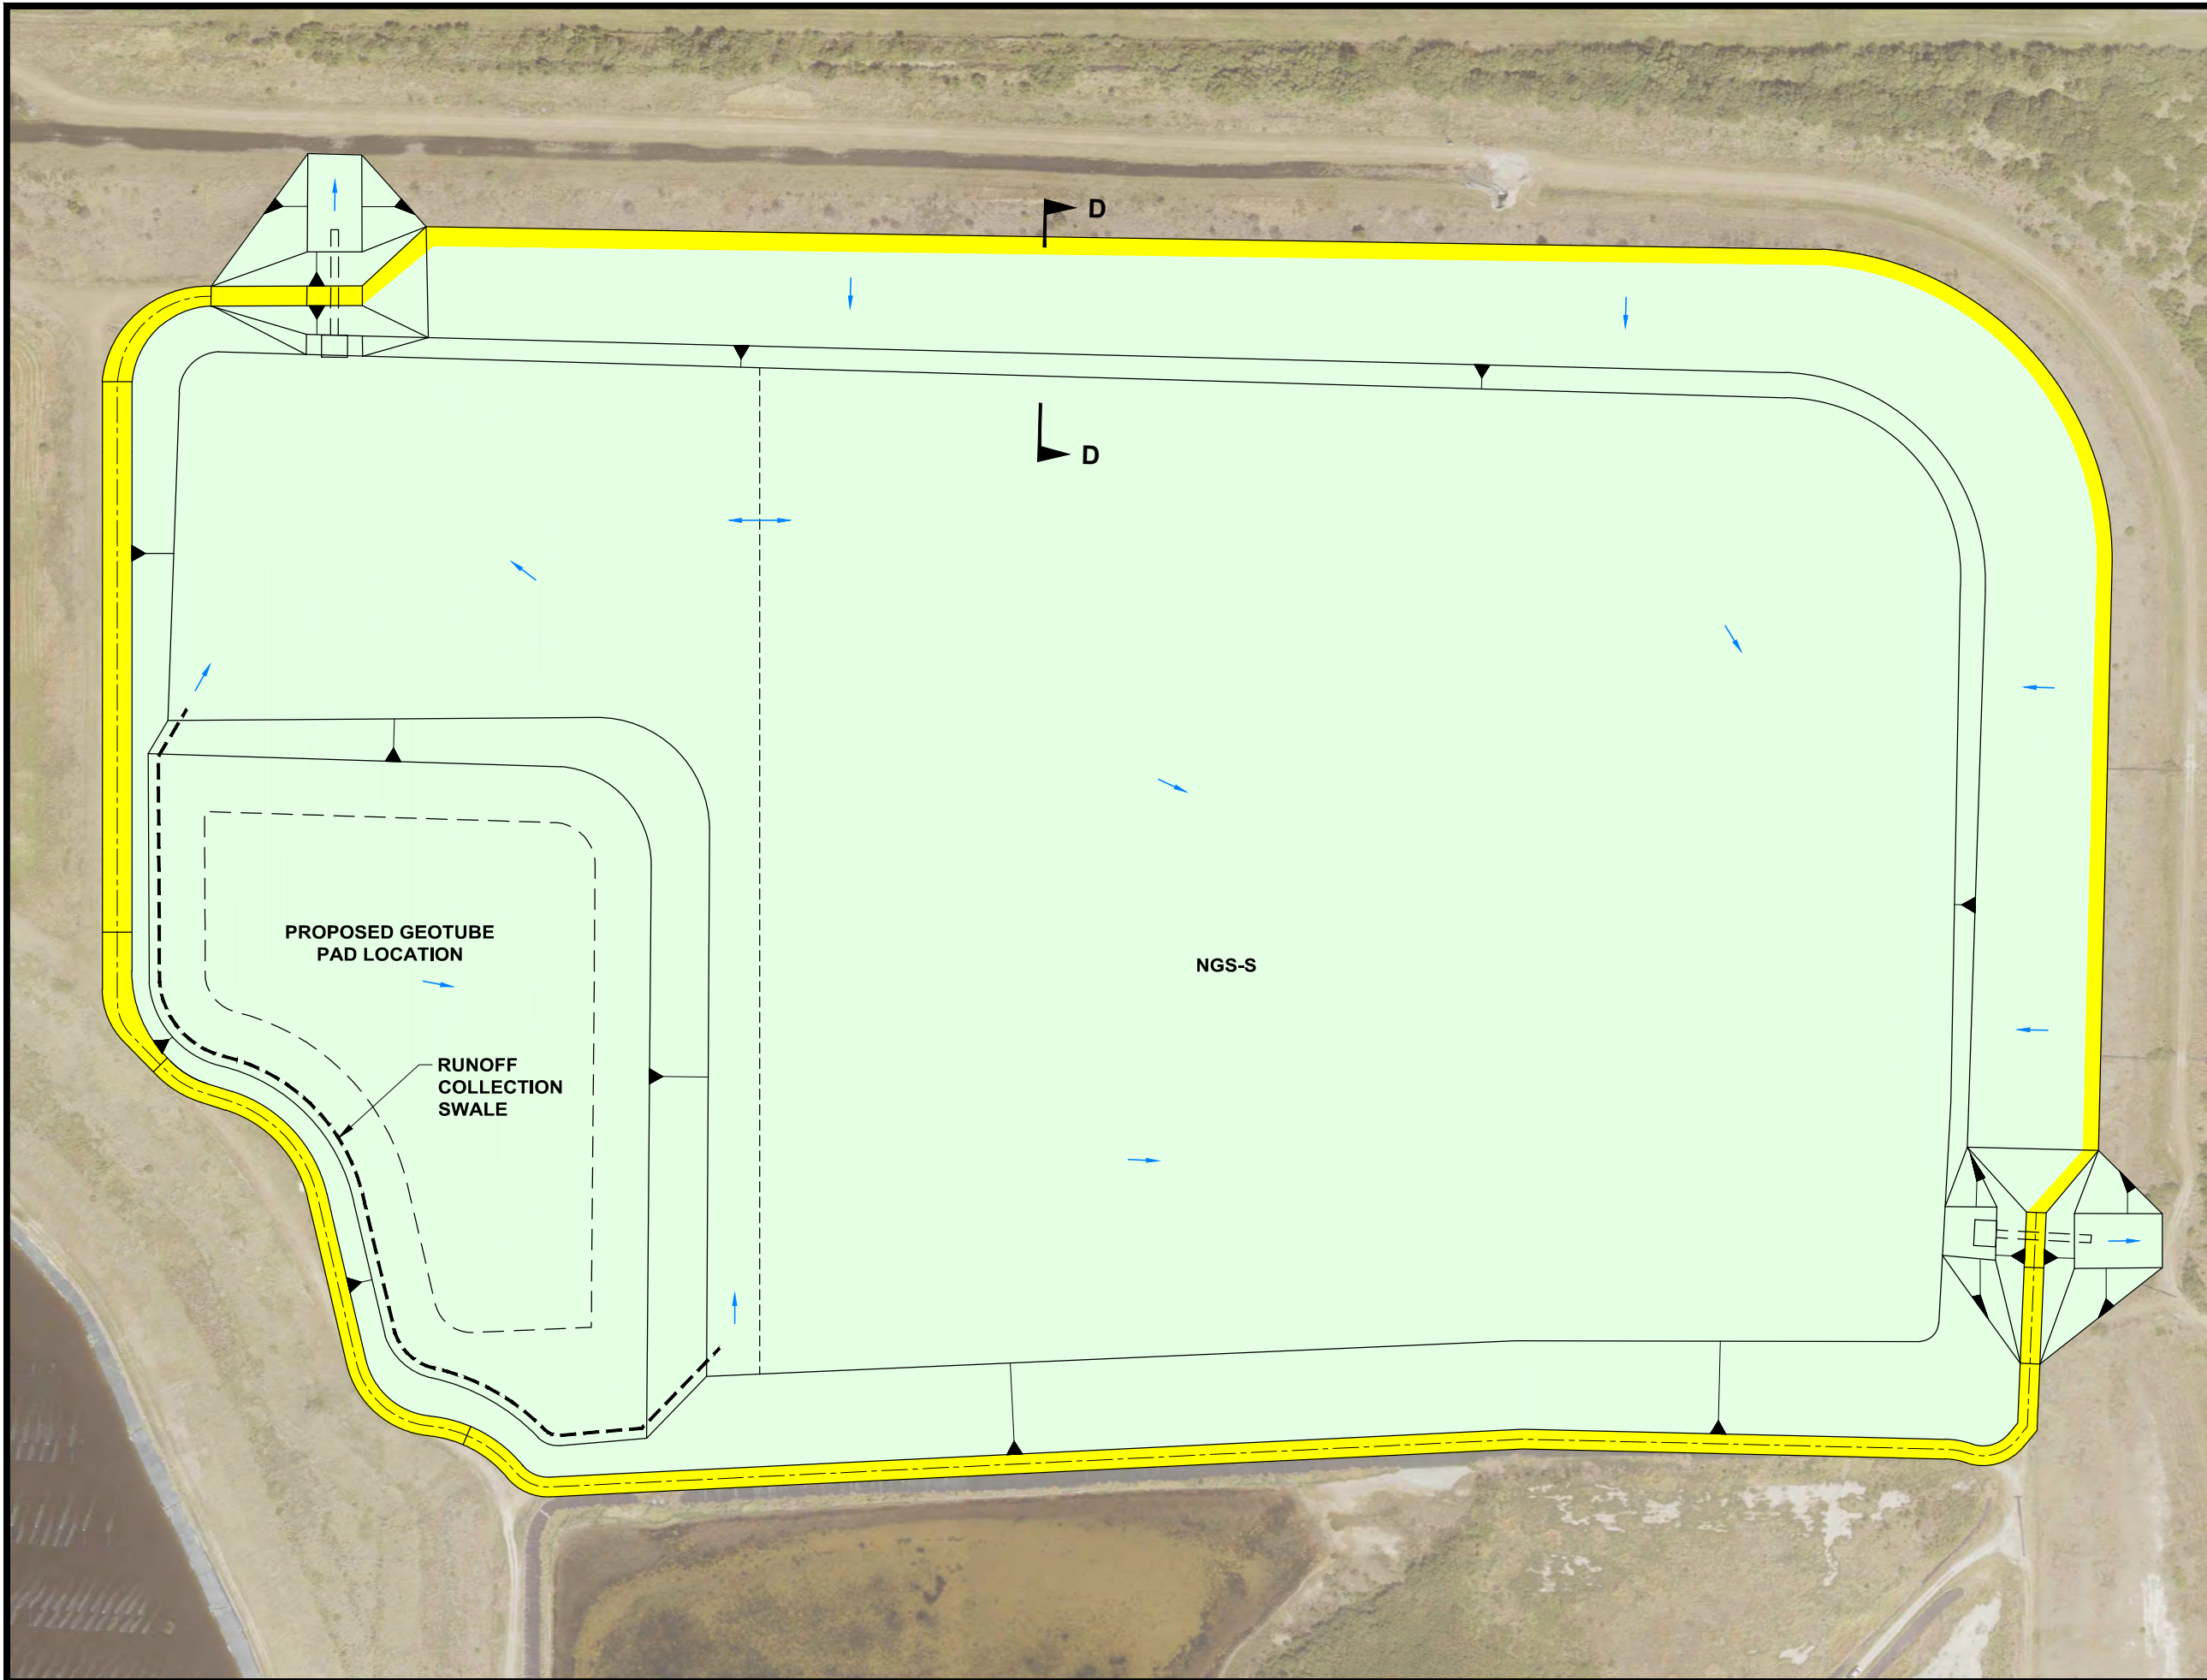 D
D
PROPOSED GEOTUBE
PAD LOCATION
NGS-S
RUNOFF
COLLECTION
SWALE